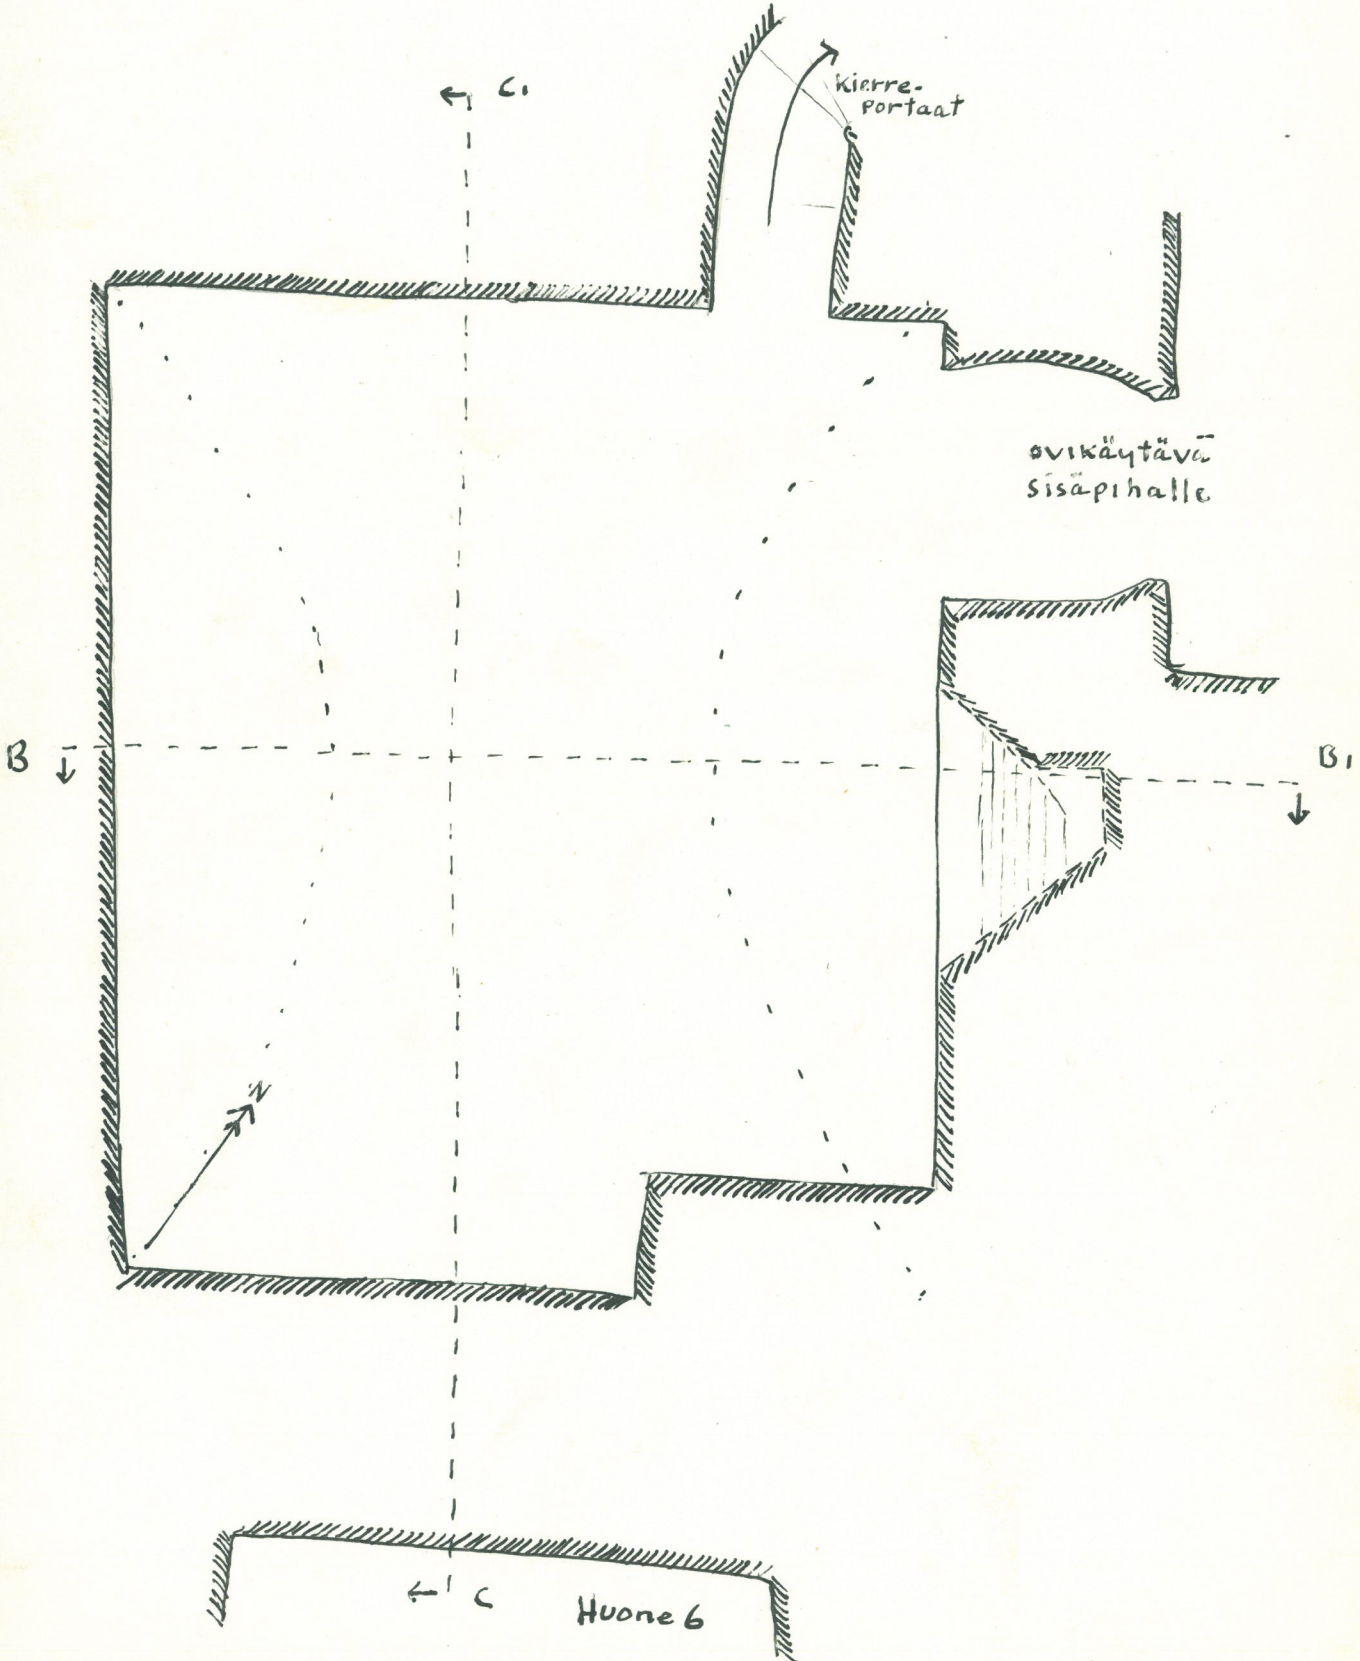 C1
Kierre-
portaat
ovikäytävä
sisäpihalle
B
B1
N
C
Huone 6